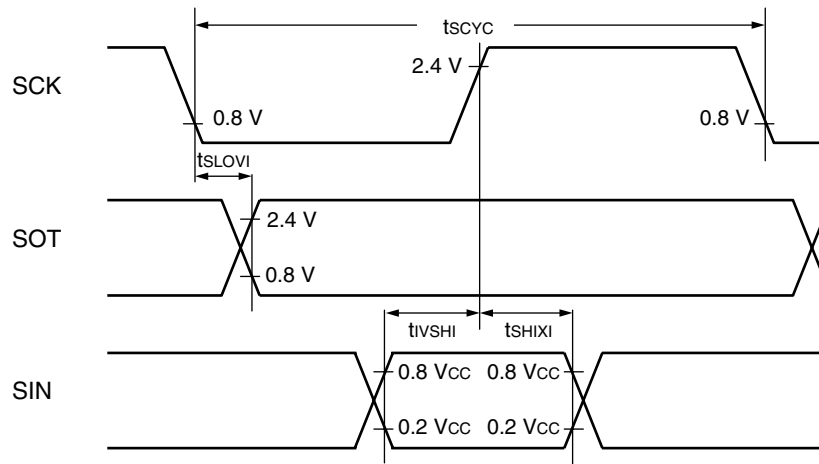 tSCYC
SCK
2.4 V
0.8 V
0.8 V
tSLOVI
SOT
2.4 V
0.8 V
tIVSHI
tSHIXI
SIN
0.8 VCC
0.8 VCC
0.2 VCC
0.2 VCC